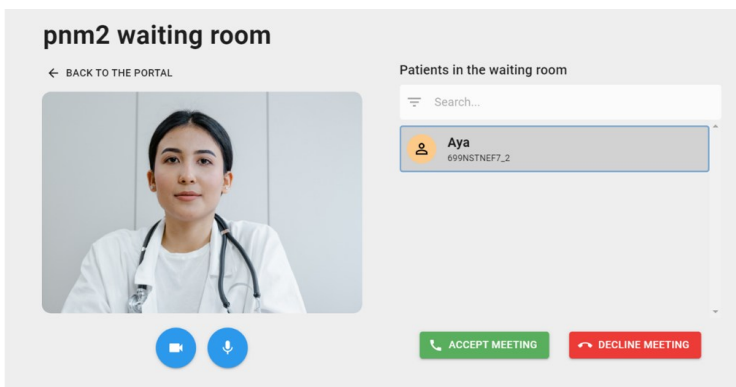 pnm2 waiting room
BACK TO THE PORTAL
Patients in the waiting room
Search...
Aya
699NSTNEF7_2
ACCEPT MEETING
DECLINE MEETING